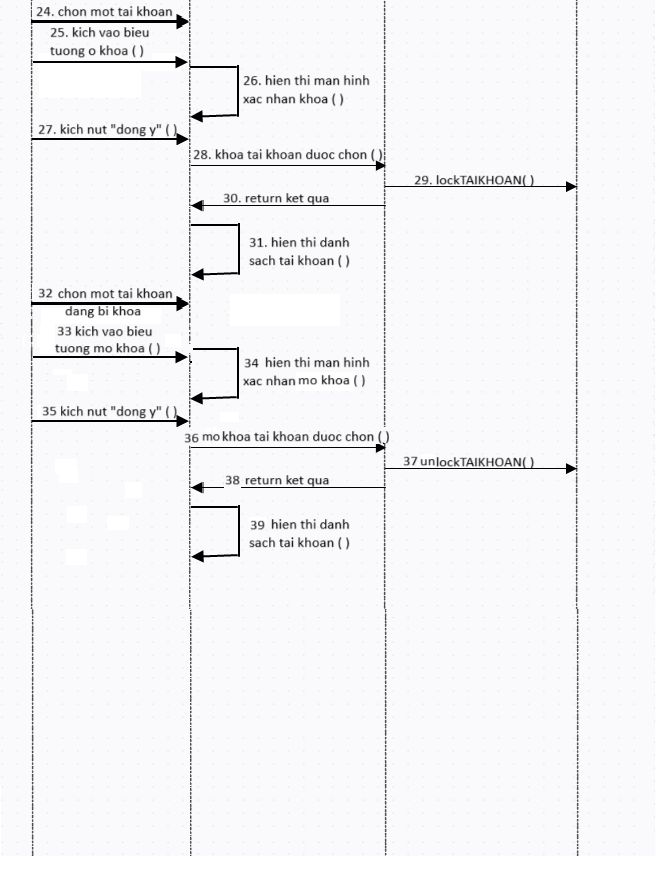 24. chon mot tai khoan
25. kich vao bieu
tuong o khoa ( )
26. hien thi man hinh
xac nhan khoa ( )
27. kich nut "dong y" ( )
28. khoa tai khoan duoc chon ( )
29. lockTAIKHOAN( )
30. return ket qua
31. hien thi danh
sach tai khoan ( )
32 chon mot tai khoan
dang bi khoa
33 kich vao bieu
tuong mo khoa ( )
34 hien thi man hinh
xac nhan mo khoa ( )
35 kich nut "dong y" ( )
36 mo khoa tai khoan duoc chon ( )
37 unlockTAIKHOAN( )
38 return ket qua
39 hien thi danh
sach tai khoan ( )